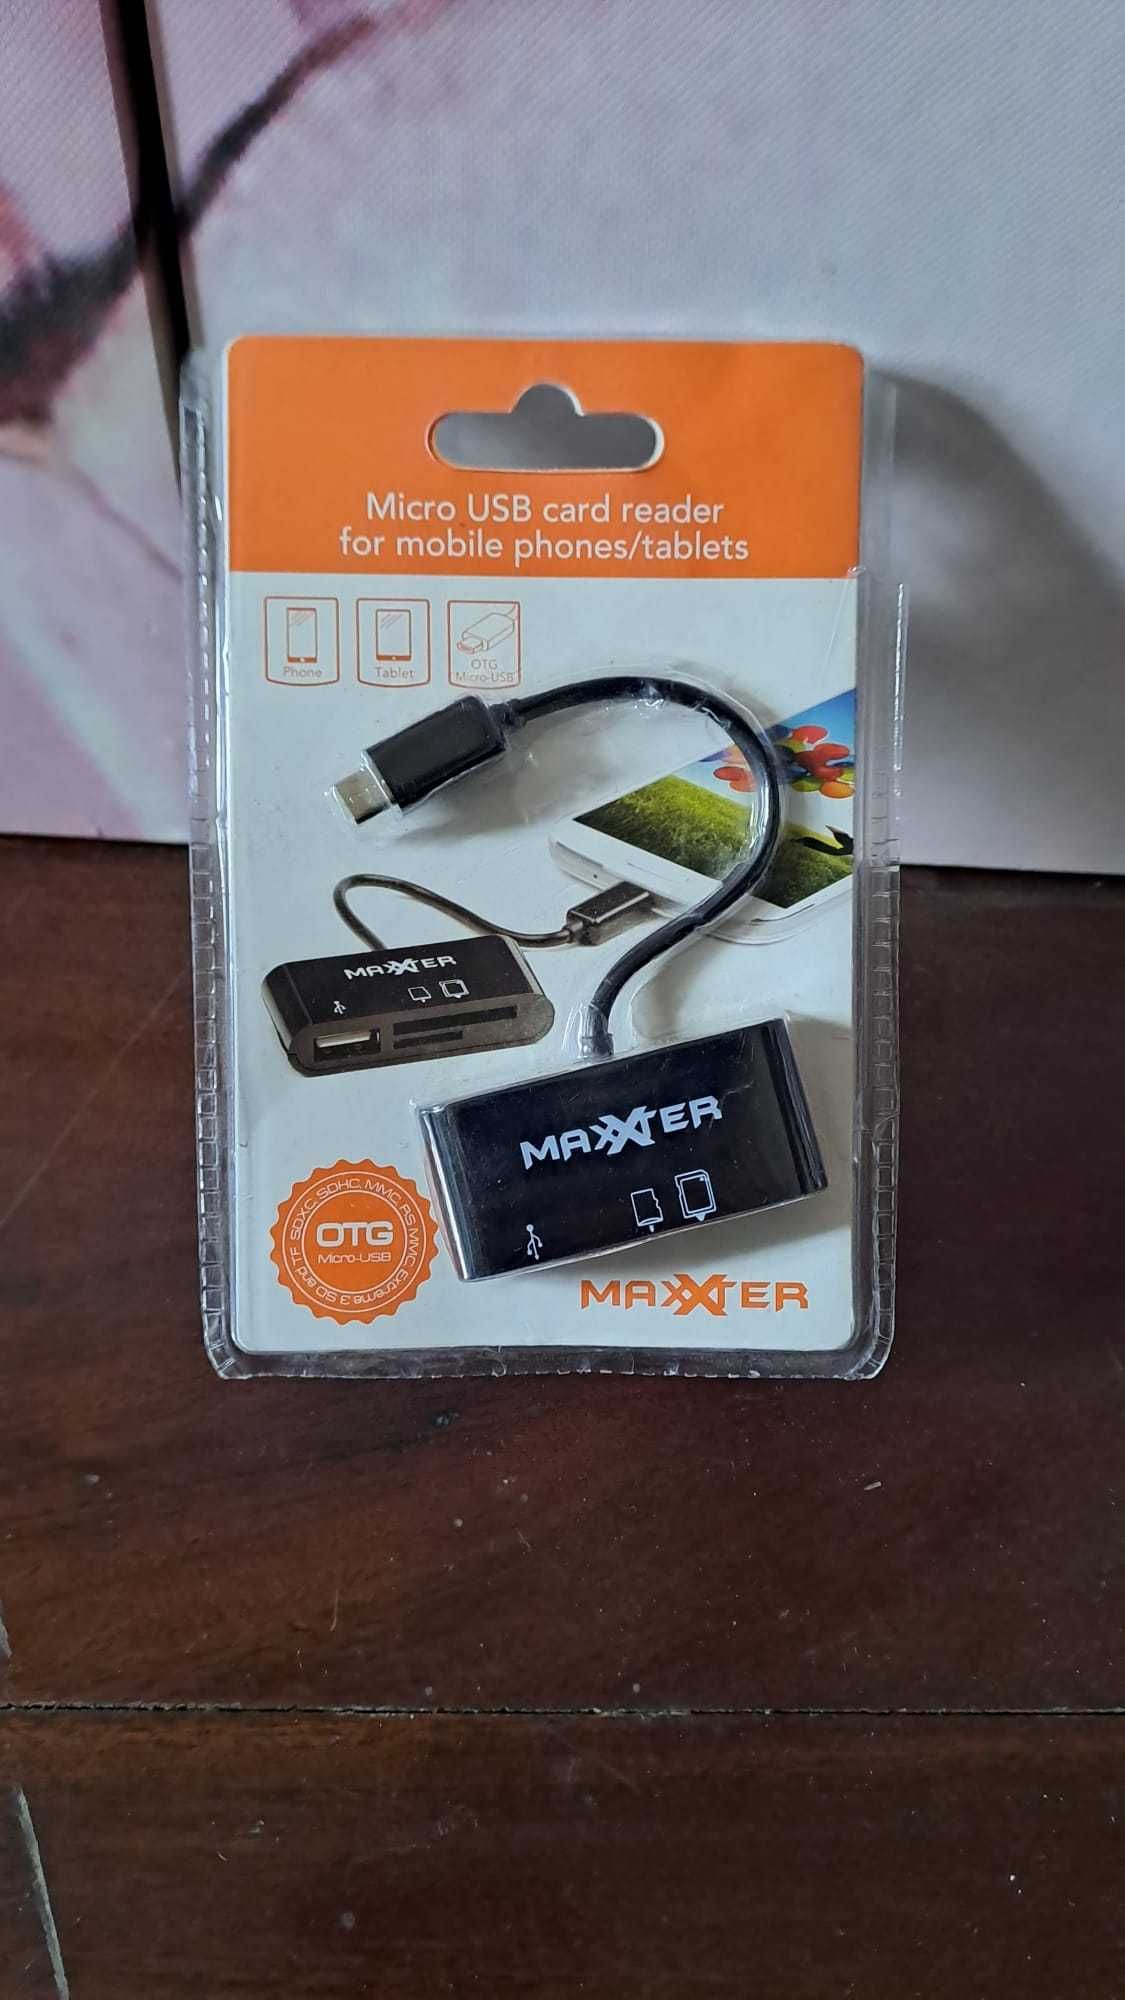 Micro USB card reader
for mobile phones/tablets
Phone
Tablet
OTG
Micro-USB
MAXXTER
MAXXTER
SDXC, SDHC, MMC, RS MMC, Extreme 3 SD and TF
OTG
Micro-USB
MAXXTER